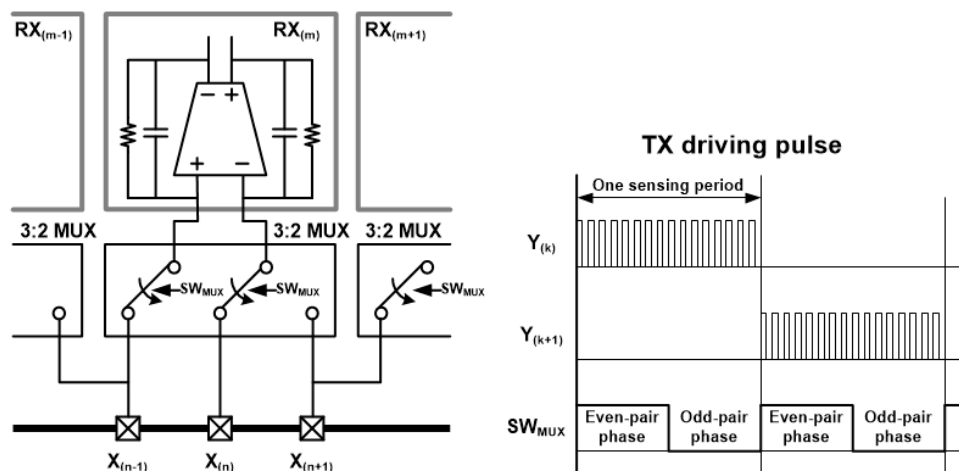 RX(m-1)
RX(m)
RX(m+1)
− +
+ −
3:2 MUX
3:2 MUX
3:2 MUX
SWMUX
SWMUX
SWMUX
X(n-1)
X(n)
X(n+1)
TX driving pulse
One sensing period
Y(k)
Y(k+1)
SWMUX
Even-pair
phase
Odd-pair
phase
Even-pair
phase
Odd-pair
phase